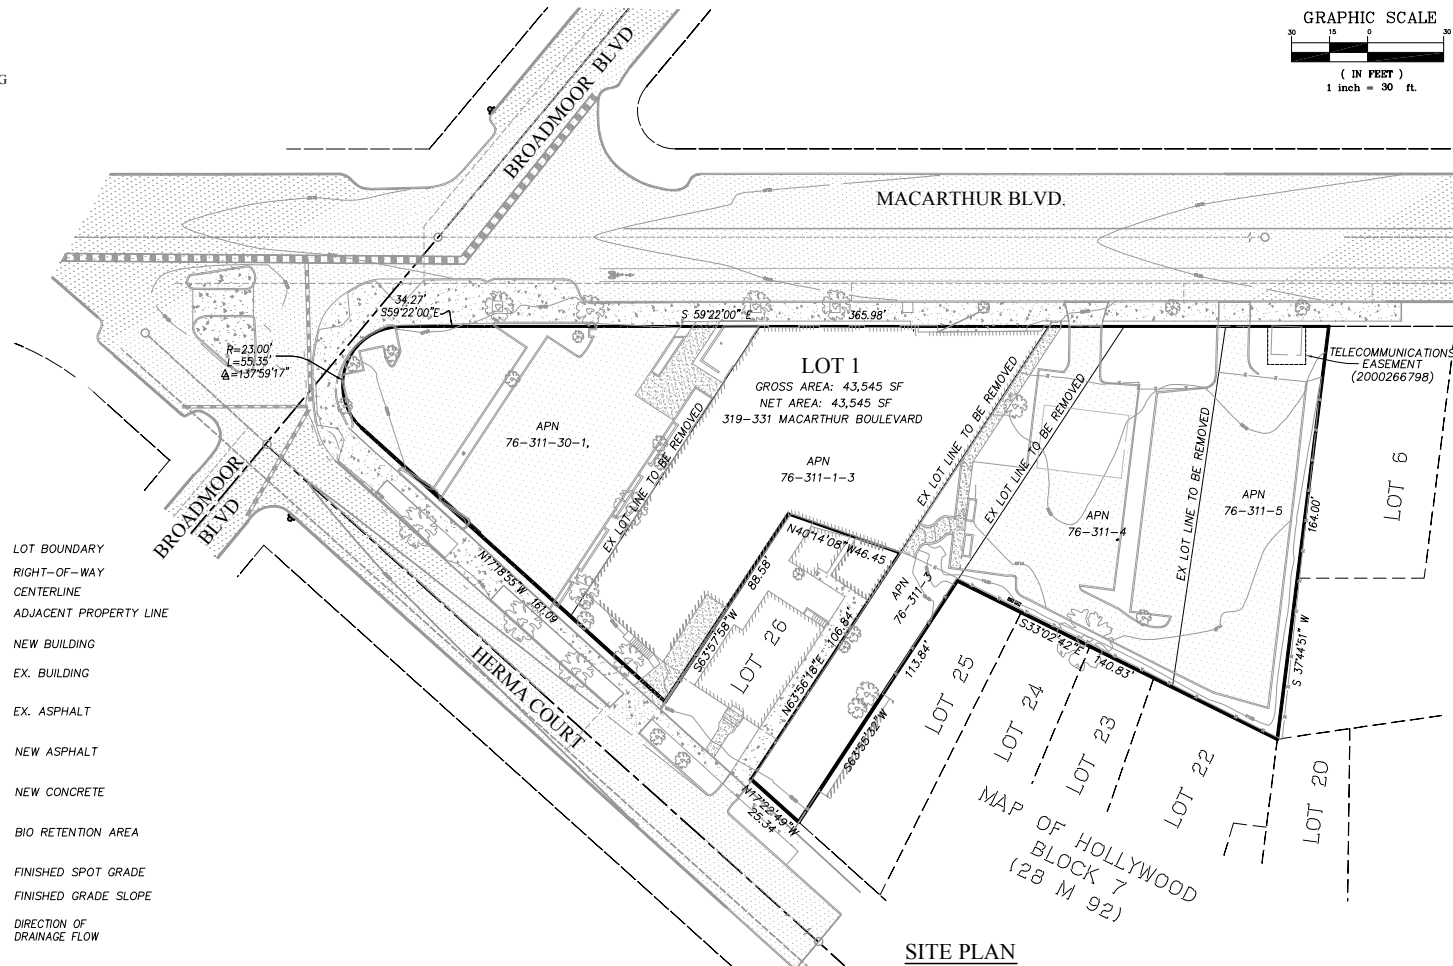 G
GRAPHIC SCALE
30 15 0 30
( IN FEET )
1 inch = 30 ft.
BROADMOOR BLVD
MACARTHUR BLVD.
34.27'
S59°22'00"E
S 59°22'00" E 365.98'
R=23.00'
L=55.35'
Δ=137°59'17"
LOT 1
GROSS AREA: 43,545 SF
NET AREA: 43,545 SF
319-331 MACARTHUR BOULEVARD
TELECOMMUNICATIONS
EASEMENT
(2000266798)
APN
76-311-30-1,
EX LOT LINE TO BE REMOVED
APN
76-311-1-3
EX LOT LINE TO BE REMOVED
EX LOT LINE TO BE REMOVED
APN
76-311-4
EX LOT LINE TO BE REMOVED
APN
76-311-5
164.00'
S 37°44'51" W
LOT 6
BROADMOOR
BLVD
N17°18'55"W 161.09
HERMA COURT
S63°57'58"W 88.58'
N40°14'08"W 46.45
LOT 26
N63°56'18"E 106.84'
APN
76-311-3
113.84'
S63°55'32"W
N17°22'49"W
25.34'
S33°02'42"E 140.83'
LOT 25
LOT 24
LOT 23
LOT 22
LOT 20
MAP OF HOLLYWOOD
BLOCK 7
(28 M 92)
LOT BOUNDARY
RIGHT-OF-WAY
CENTERLINE
ADJACENT PROPERTY LINE
NEW BUILDING
EX. BUILDING
EX. ASPHALT
NEW ASPHALT
NEW CONCRETE
BIO RETENTION AREA
FINISHED SPOT GRADE
FINISHED GRADE SLOPE
DIRECTION OF
DRAINAGE FLOW
SITE PLAN